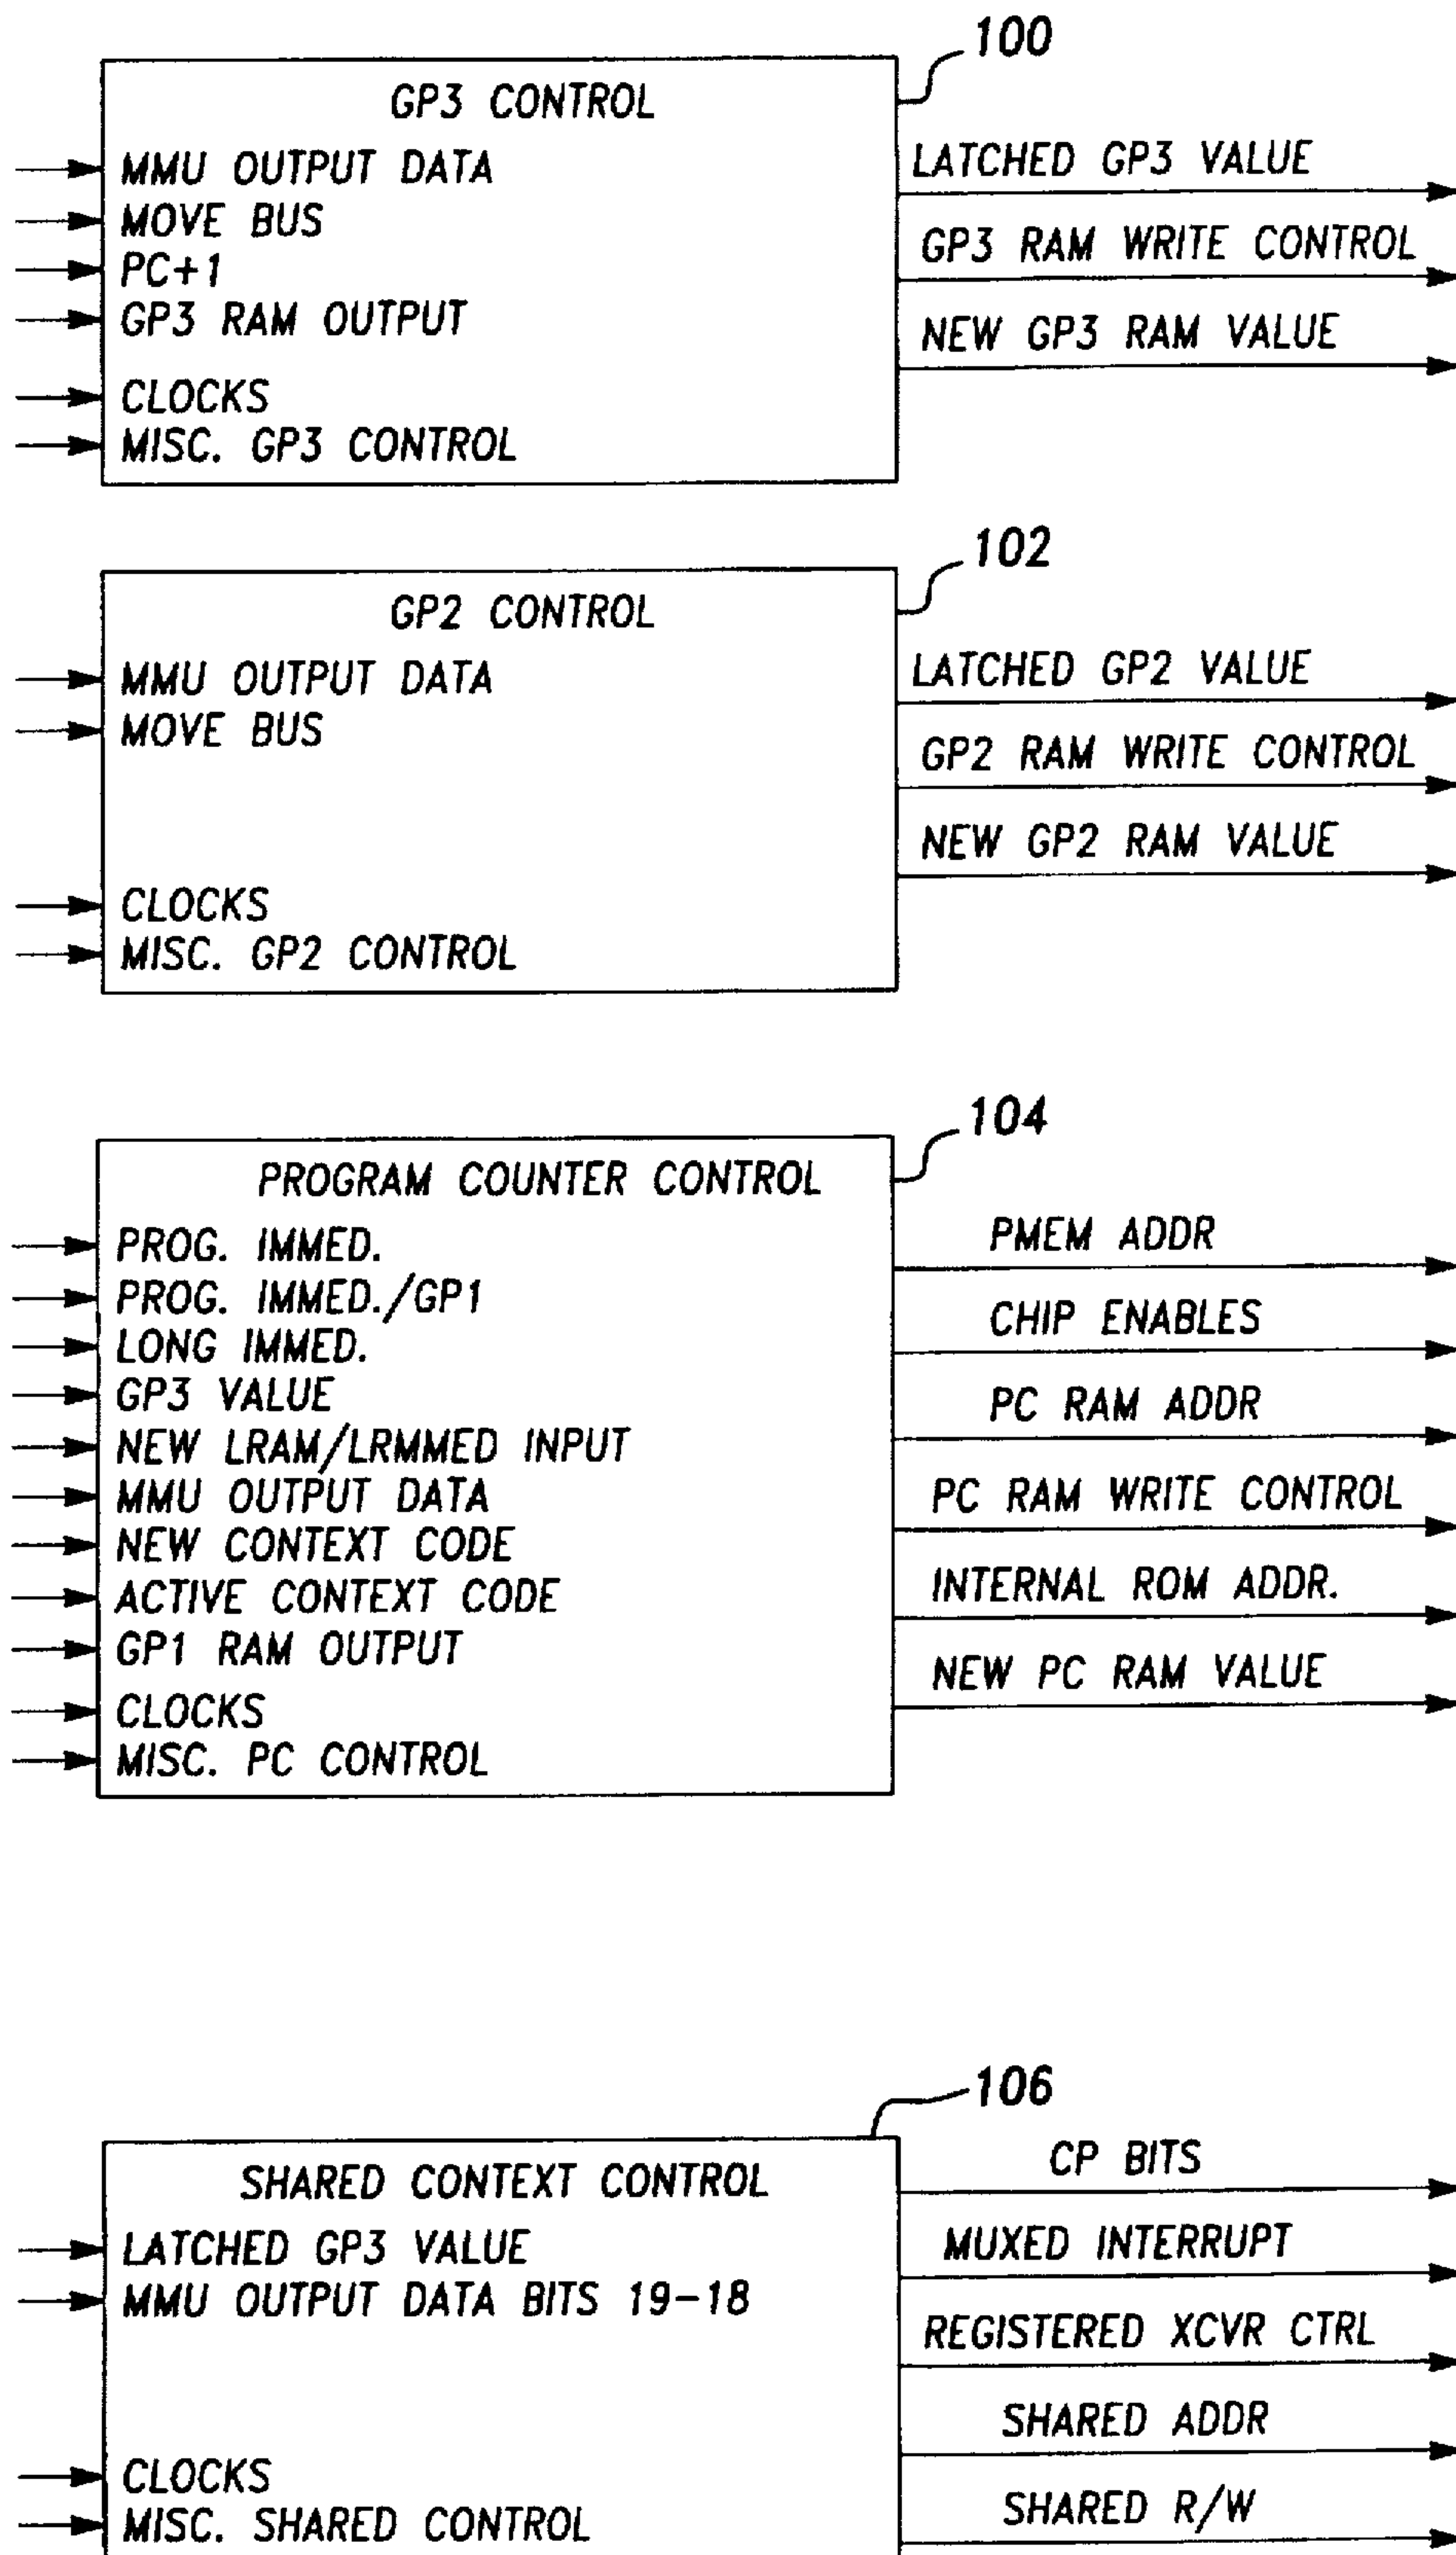 100
GP3 CONTROL
MMU OUTPUT DATA
MOVE BUS
PC+1
GP3 RAM OUTPUT
CLOCKS
MISC. GP3 CONTROL
LATCHED GP3 VALUE
GP3 RAM WRITE CONTROL
NEW GP3 RAM VALUE
102
GP2 CONTROL
MMU OUTPUT DATA
MOVE BUS
CLOCKS
MISC. GP2 CONTROL
LATCHED GP2 VALUE
GP2 RAM WRITE CONTROL
NEW GP2 RAM VALUE
104
PROGRAM COUNTER CONTROL
PROG. IMMED.
PROG. IMMED./GP1
LONG IMMED.
GP3 VALUE
NEW LRAM/LRMMED INPUT
MMU OUTPUT DATA
NEW CONTEXT CODE
ACTIVE CONTEXT CODE
GP1 RAM OUTPUT
CLOCKS
MISC. PC CONTROL
PMEM ADDR
CHIP ENABLES
PC RAM ADDR
PC RAM WRITE CONTROL
INTERNAL ROM ADDR.
NEW PC RAM VALUE
106
SHARED CONTEXT CONTROL
LATCHED GP3 VALUE
MMU OUTPUT DATA BITS 19-18
CLOCKS
MISC. SHARED CONTROL
CP BITS
MUXED INTERRUPT
REGISTERED XCVR CTRL
SHARED ADDR
SHARED R/W